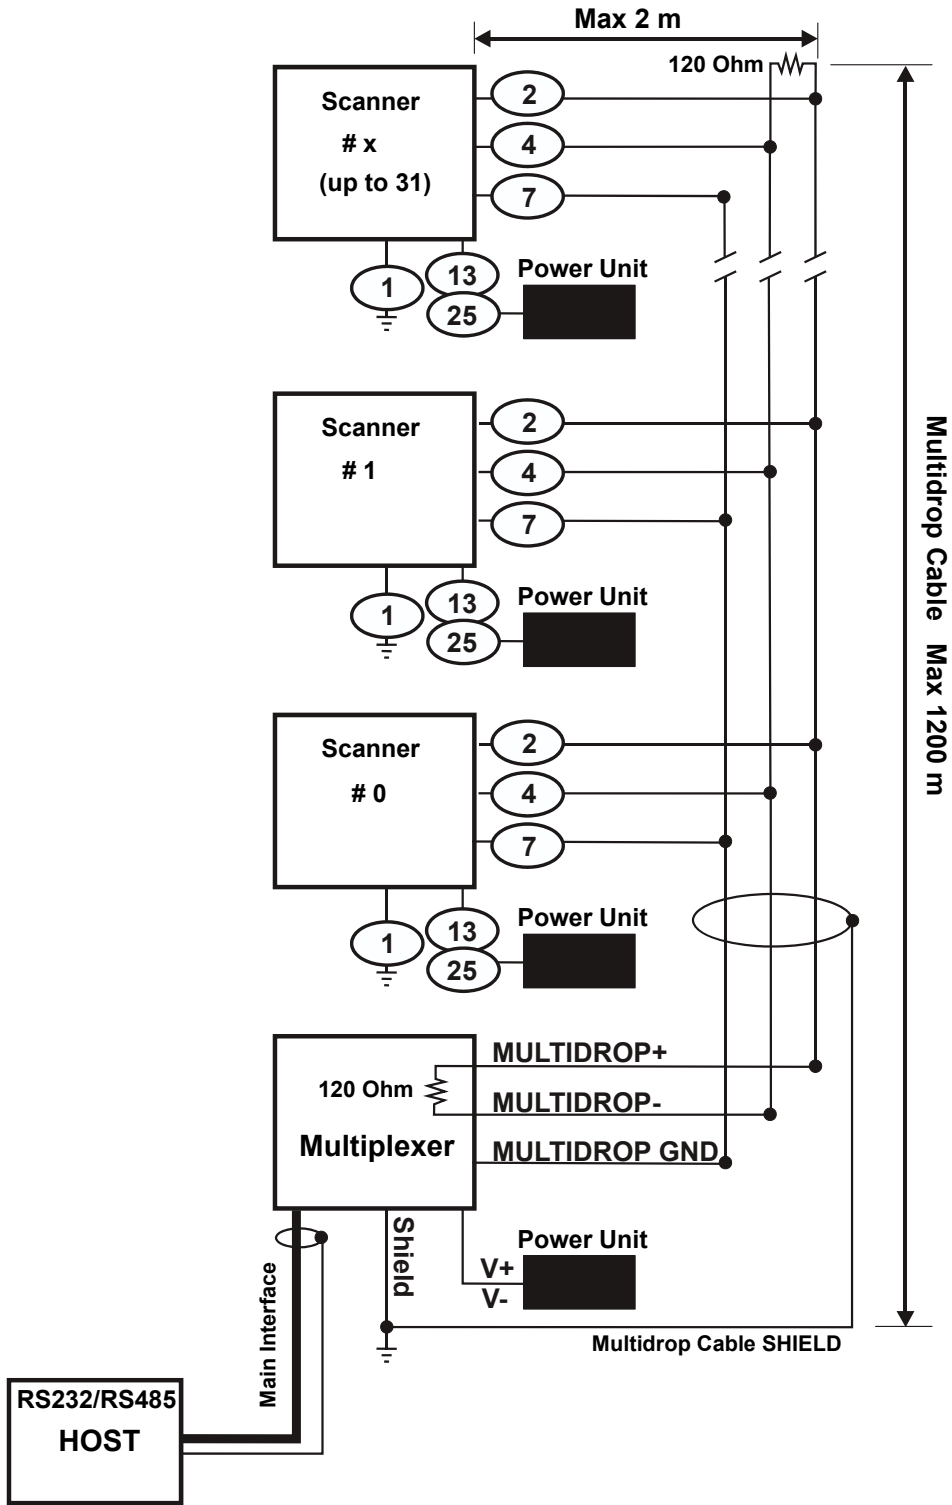 Max 2 m
120 Ohm
Scanner
# x
(up to 31)
2
4
7
1
13
25
Power Unit
Scanner
# 1
2
4
7
1
13
25
Power Unit
Multidrop Cable Max 1200 m
Scanner
# 0
2
4
7
1
13
25
Power Unit
120 Ohm
Multiplexer
MULTIDROP+
MULTIDROP-
MULTIDROP GND
Shield
Power Unit
V+
V-
Main Interface
Multidrop Cable SHIELD
RS232/RS485
HOST